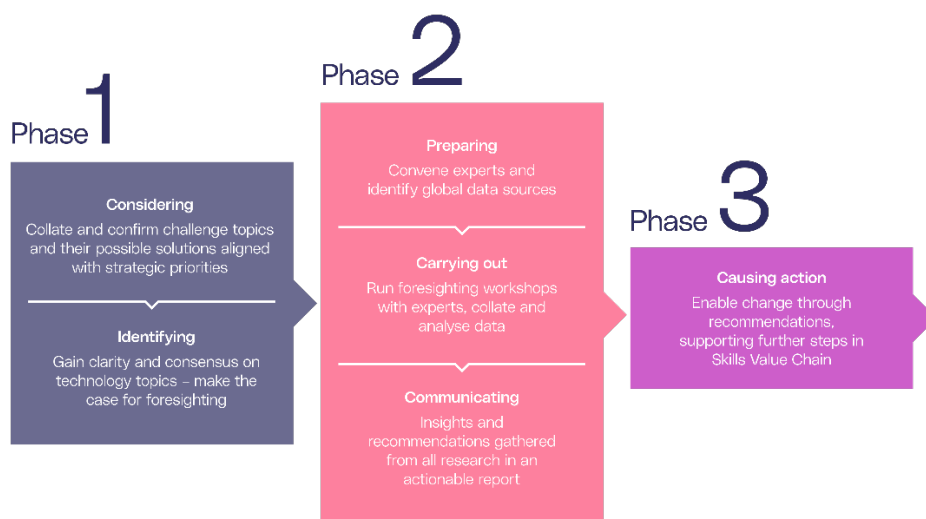 Phase 1
Considering
Collate and confirm challenge topics
and their possible solutions aligned
with strategic priorities
Identifying
Gain clarity and consensus on
technology topics – make the
case for foresighting
Phase 2
Preparing
Convene experts and
identify global data sources
Carrying out
Run foresighting workshops
with experts, collate and
analyse data
Communicating
Insights and
recommendations gathered
from all research in an
actionable report
Phase 3
Causing action
Enable change through
recommendations,
supporting further steps in
Skills Value Chain